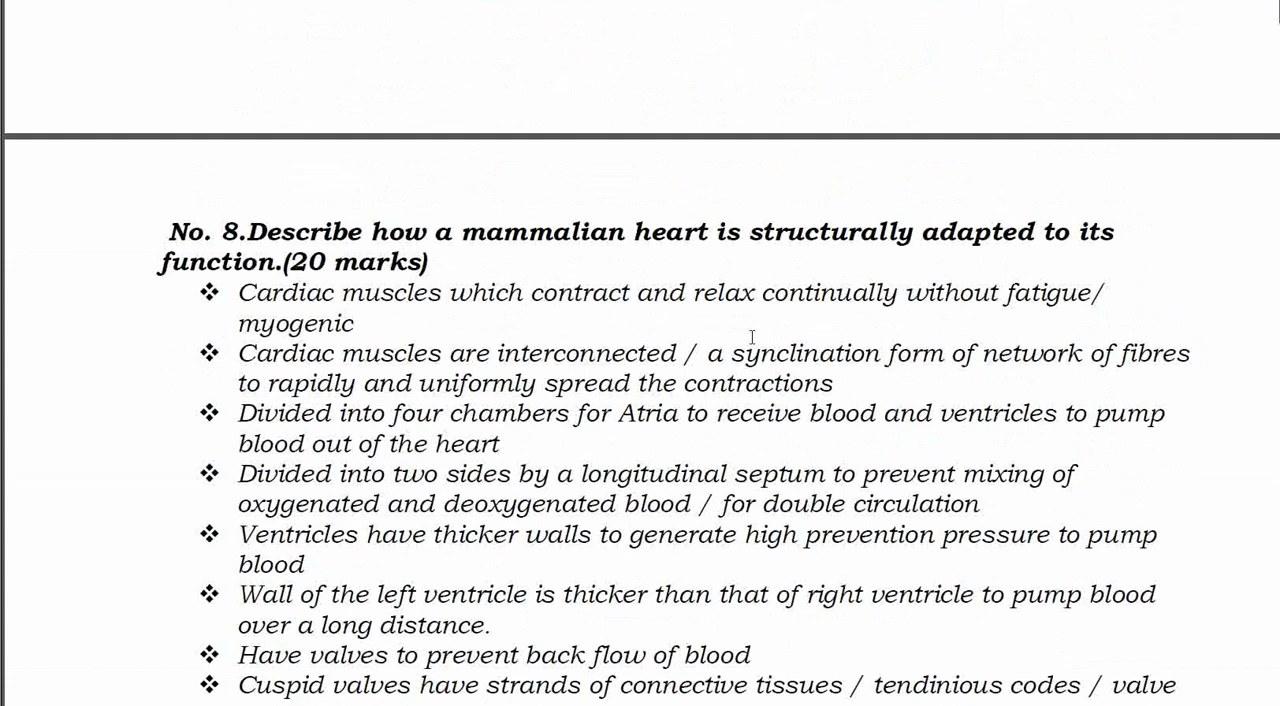 No. 8.Describe how a mammalian heart is structurally adapted to its
function.(20 marks)
❖ Cardiac muscles which contract and relax continually without fatigue/
myogenic
❖ Cardiac muscles are interconnected / a synclination form of network of fibres
to rapidly and uniformly spread the contractions
❖ Divided into four chambers for Atria to receive blood and ventricles to pump
blood out of the heart
❖ Divided into two sides by a longitudinal septum to prevent mixing of
oxygenated and deoxygenated blood / for double circulation
❖ Ventricles have thicker walls to generate high prevention pressure to pump
blood
❖ Wall of the left ventricle is thicker than that of right ventricle to pump blood
over a long distance.
❖ Have valves to prevent back flow of blood
❖ Cuspid valves have strands of connective tissues / tendinious codes / valve